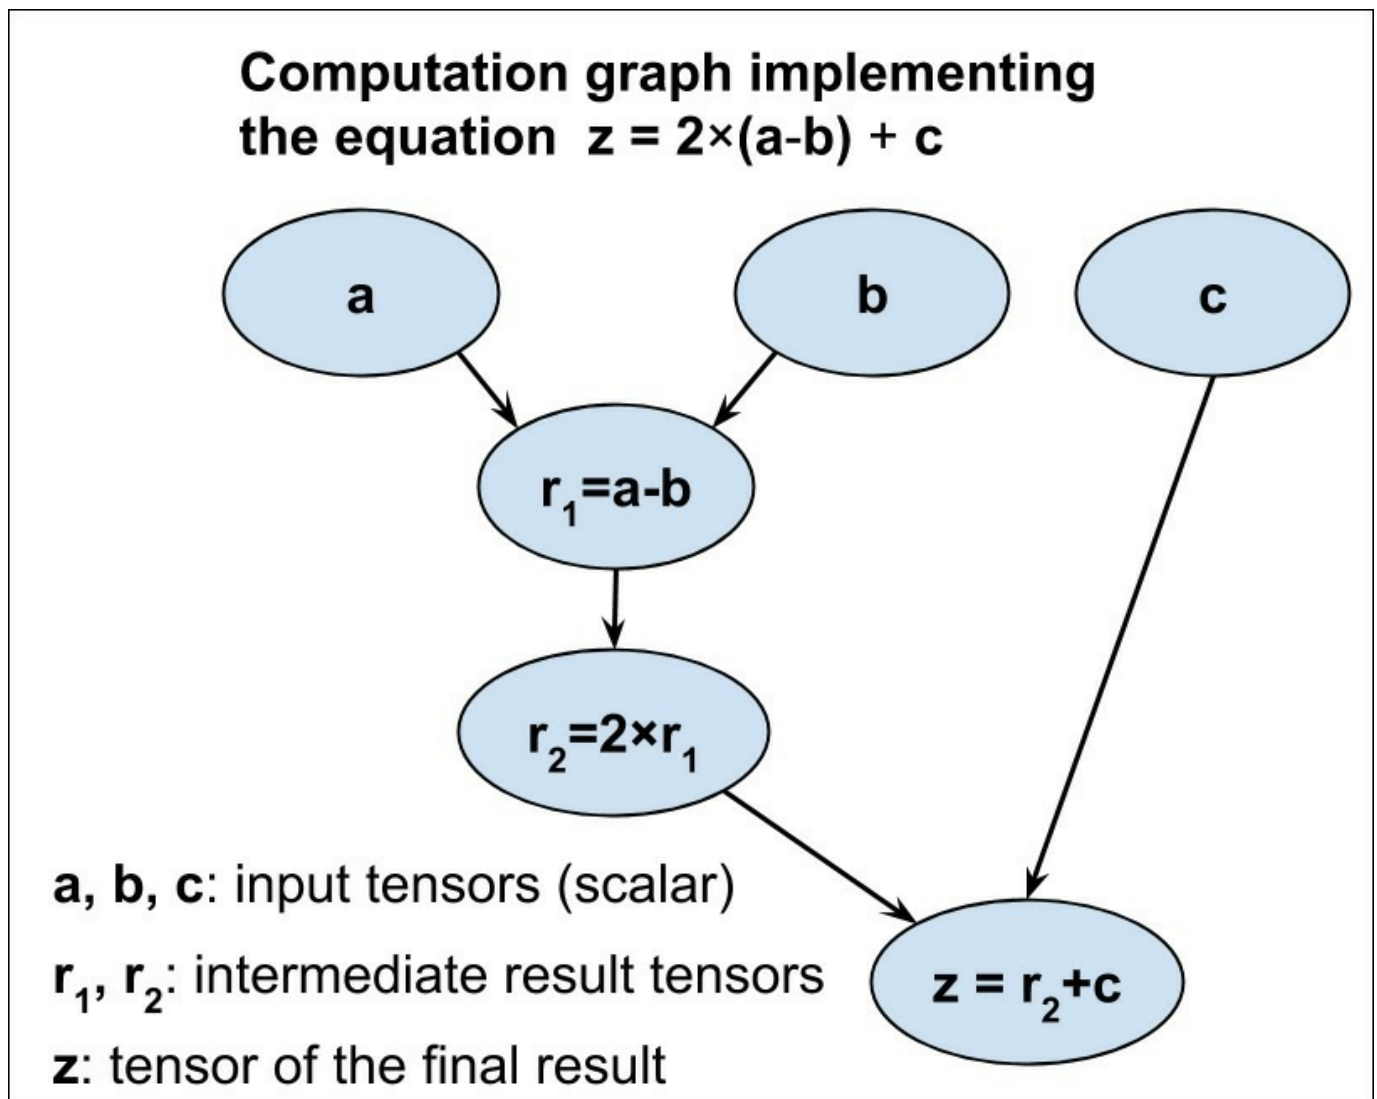 Computation graph implementing
the equation z = 2×(a-b) + c
a
b
c
r₁=a-b
r₂=2×r₁
z = r₂+c
a, b, c: input tensors (scalar)
r₁, r₂: intermediate result tensors
z: tensor of the final result